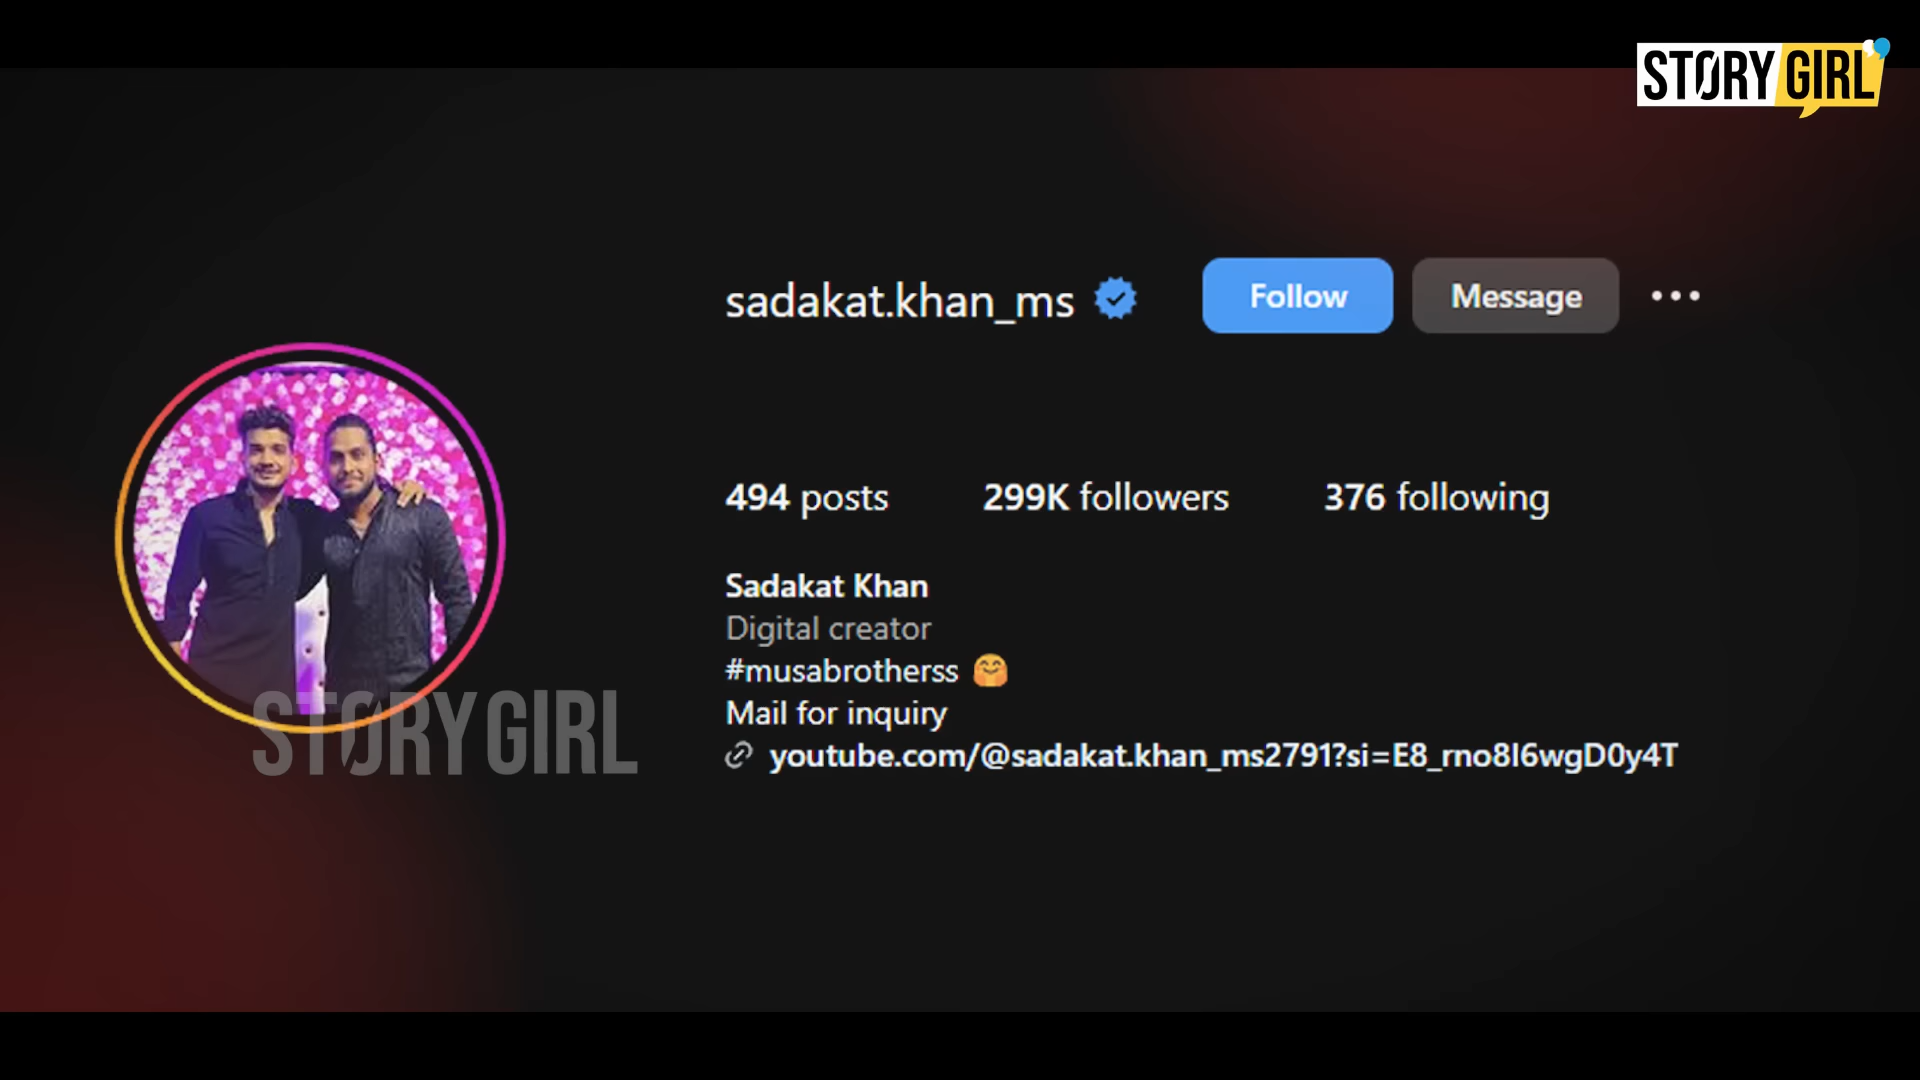 STORY GIRL
sadakat.khan_ms
Follow
Message
494 posts
299K followers
376 following
Sadakat Khan
Digital creator
#musabrotherss 🤗
Mail for inquiry
youtube.com/@sadakat.khan_ms2791?si=E8_rno8I6wgD0y4T
STORY GIRL